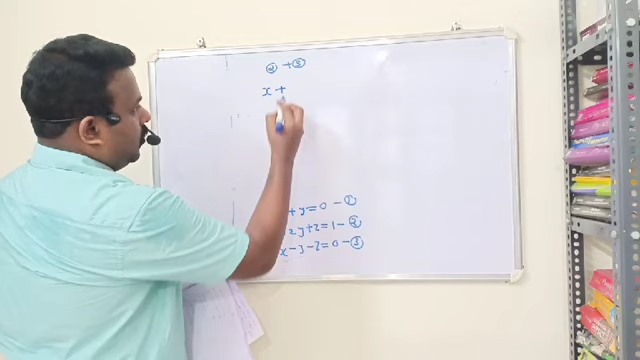 ② + ③
x +
+ y = 0 - ①
2y + z = 1 - ②
x - y - z = 0 - ③